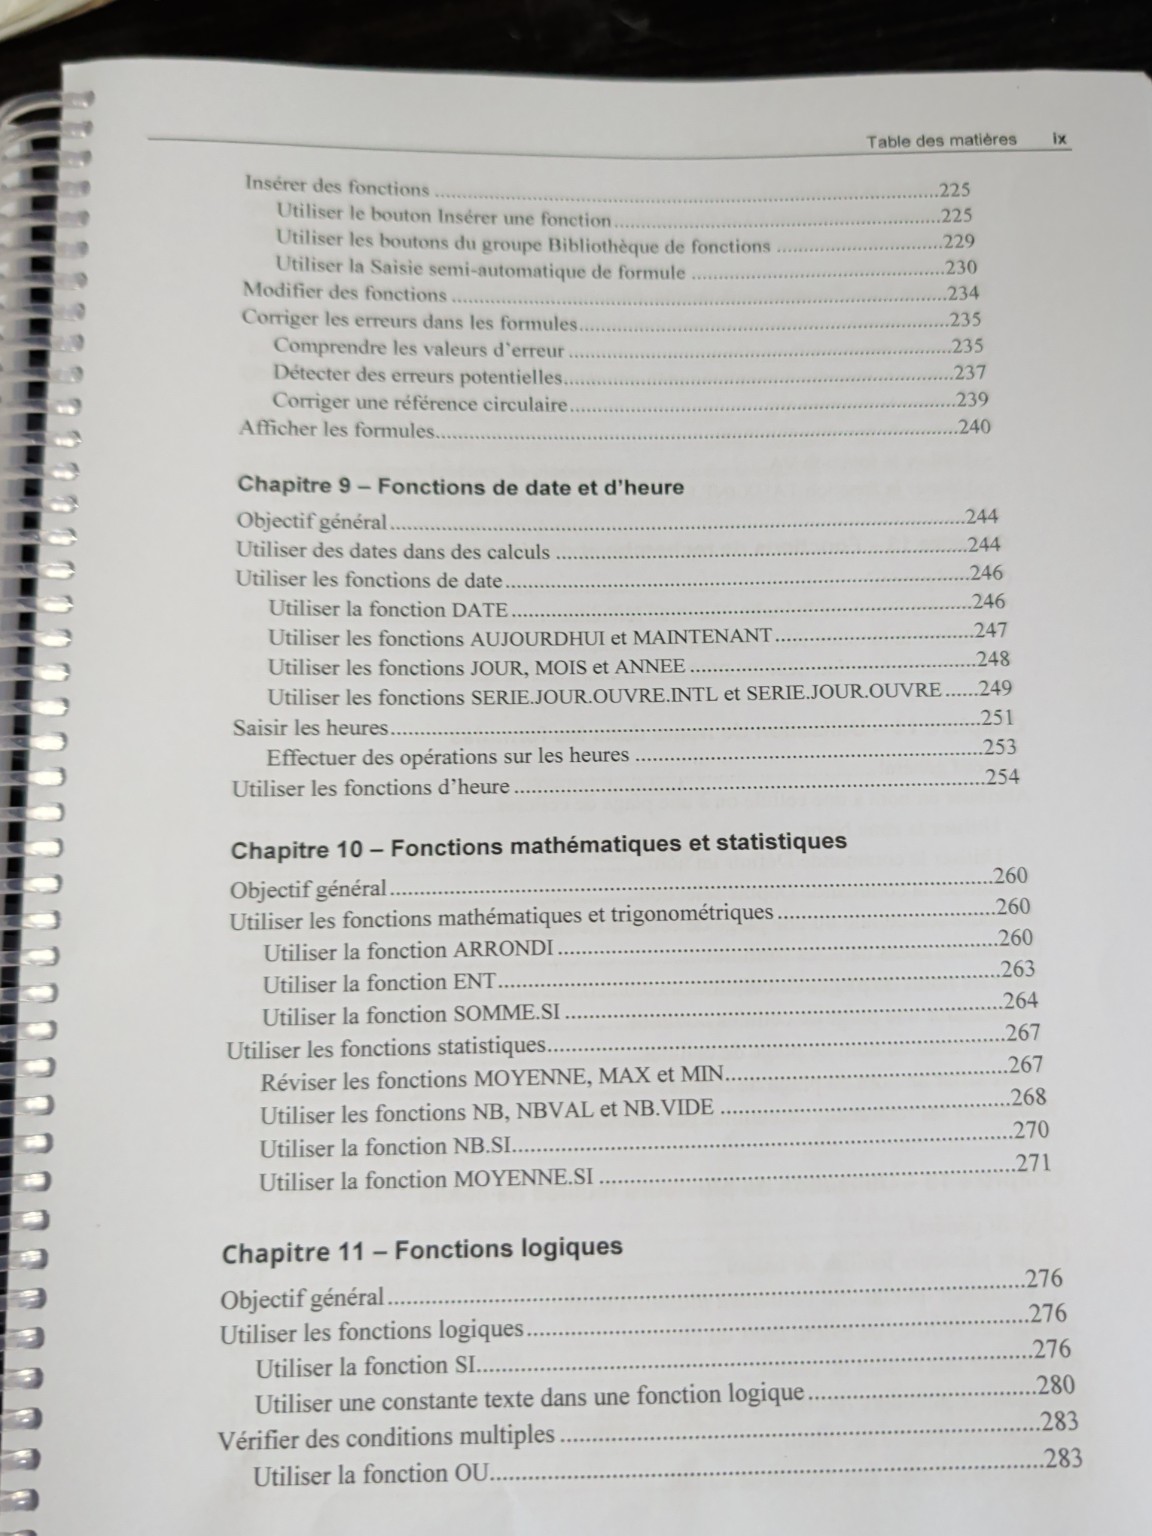 Table des matières ix
Insérer des fonctions ..... 225
Utiliser le bouton Insérer une fonction ..... 225
Utiliser les boutons du groupe Bibliothèque de fonctions ..... 229
Utiliser la Saisie semi-automatique de formule ..... 230
Modifier des fonctions ..... 234
Corriger les erreurs dans les formules ..... 235
Comprendre les valeurs d'erreur ..... 235
Détecter des erreurs potentielles ..... 237
Corriger une référence circulaire ..... 239
Afficher les formules ..... 240
Chapitre 9 – Fonctions de date et d'heure
Objectif général ..... 244
Utiliser des dates dans des calculs ..... 244
Utiliser les fonctions de date ..... 246
Utiliser la fonction DATE ..... 246
Utiliser les fonctions AUJOURDHUI et MAINTENANT ..... 247
Utiliser les fonctions JOUR, MOIS et ANNEE ..... 248
Utiliser les fonctions SERIE.JOUR.OUVRE.INTL et SERIE.JOUR.OUVRE ..... 249
Saisir les heures ..... 251
Effectuer des opérations sur les heures ..... 253
Utiliser les fonctions d'heure ..... 254
Chapitre 10 – Fonctions mathématiques et statistiques
Objectif général ..... 260
Utiliser les fonctions mathématiques et trigonométriques ..... 260
Utiliser la fonction ARRONDI ..... 260
Utiliser la fonction ENT ..... 263
Utiliser la fonction SOMME.SI ..... 264
Utiliser les fonctions statistiques ..... 267
Réviser les fonctions MOYENNE, MAX et MIN ..... 267
Utiliser les fonctions NB, NBVAL et NB.VIDE ..... 268
Utiliser la fonction NB.SI ..... 270
Utiliser la fonction MOYENNE.SI ..... 271
Chapitre 11 – Fonctions logiques
Objectif général ..... 276
Utiliser les fonctions logiques ..... 276
Utiliser la fonction SI ..... 276
Utiliser une constante texte dans une fonction logique ..... 280
Vérifier des conditions multiples ..... 283
Utiliser la fonction OU ..... 283